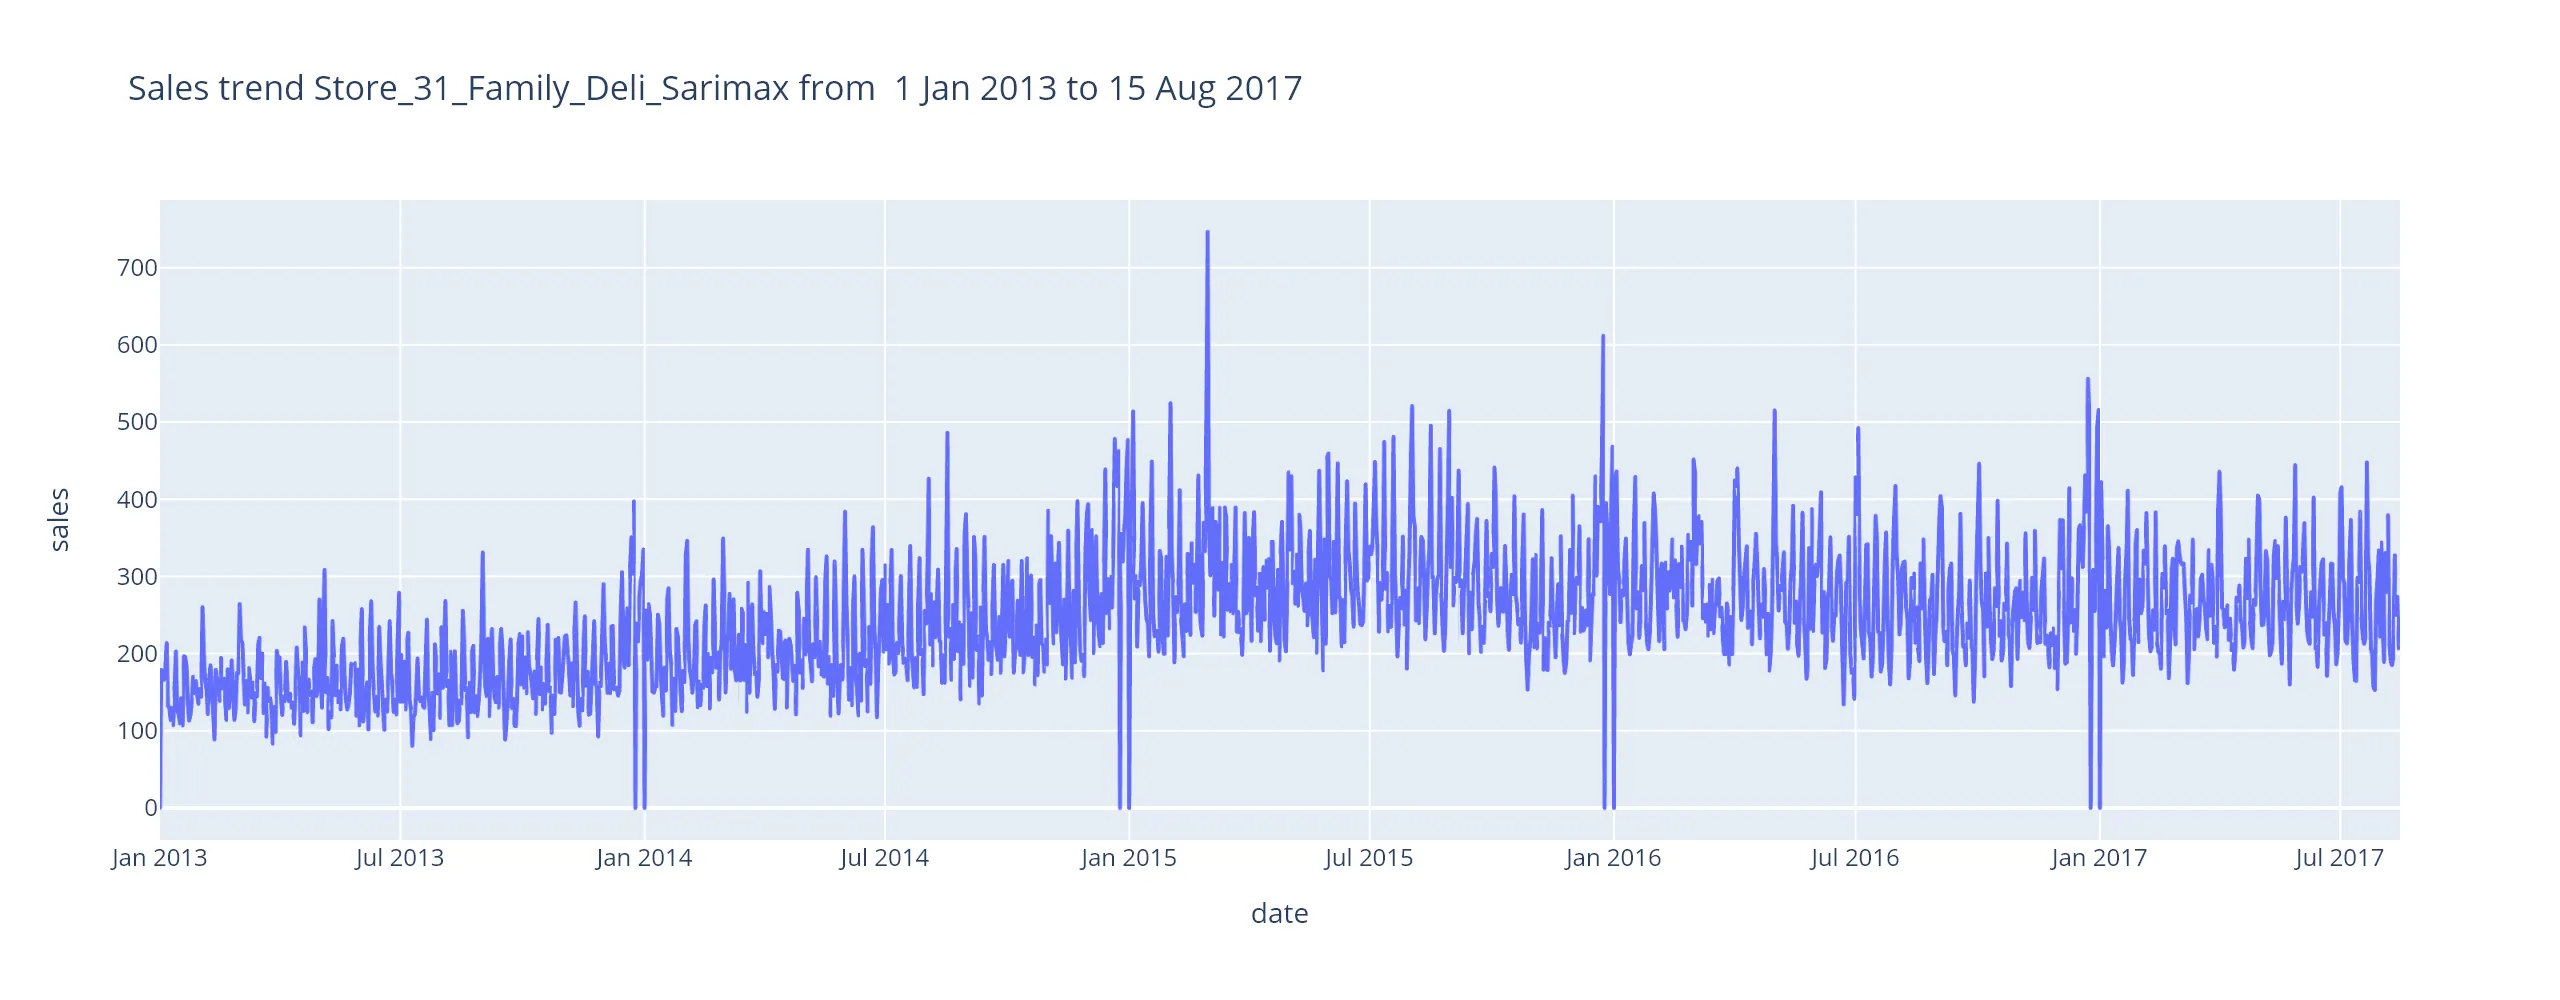 Sales trend Store_31_Family_Deli_Sarimax from  1 Jan 2013 to 15 Aug 2017
700
600
500
400
300
200
100
0
sales
Jan 2013
Jul 2013
Jan 2014
Jul 2014
Jan 2015
Jul 2015
Jan 2016
Jul 2016
Jan 2017
Jul 2017
date